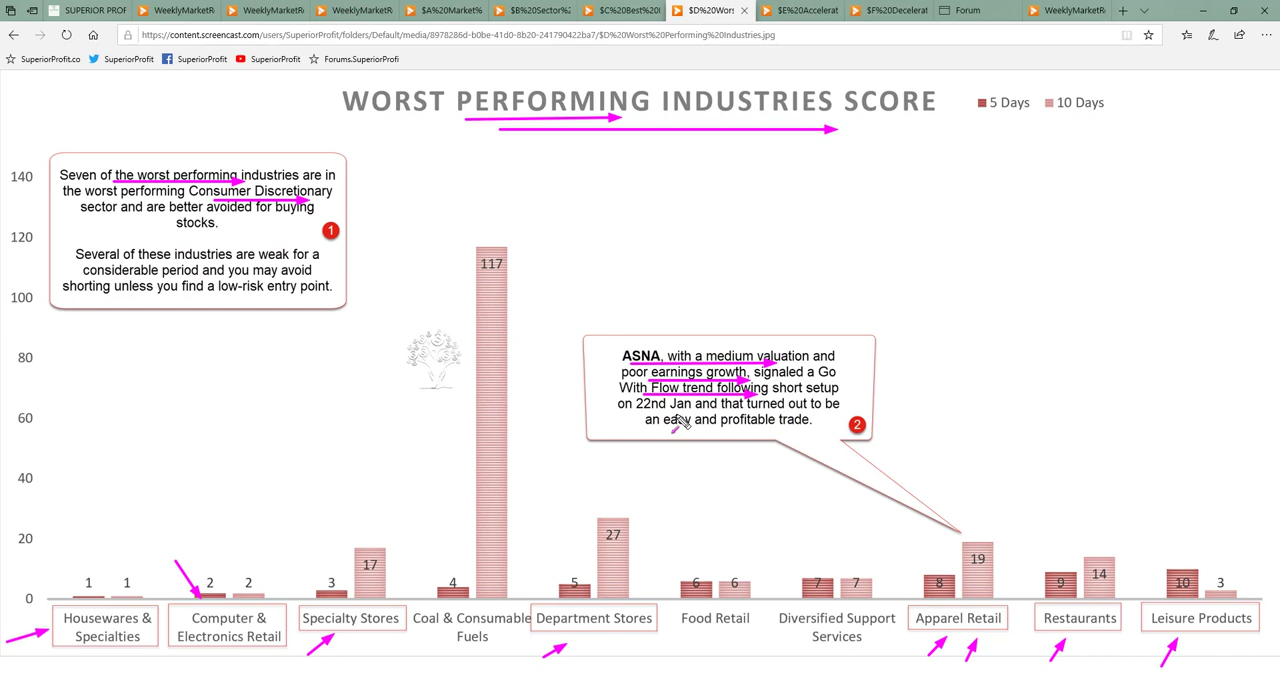 SUPERIOR PROF
WeeklyMarketRe
WeeklyMarketRe
WeeklyMarketRe
$A%20Market%
$B%20Sector%2
$C%20Best%20I
$D%20Wors
$E%20Accelerat
$F%20Decelerat
Forum
WeeklyMarketRe
https://content.screencast.com/users/SuperiorProfit/folders/Default/media/8978286d-b0be-41d0-8b20-241790422ba7/$D%20Worst%20Performing%20Industries.jpg
SuperiorProfit.co
SuperiorProfit
SuperiorProfit
SuperiorProfit
Forums.SuperiorProfi
WORST PERFORMING INDUSTRIES SCORE
5 Days
10 Days
Seven of the worst performing industries are in
the worst performing Consumer Discretionary
sector and are better avoided for buying
stocks.
1
Several of these industries are weak for a
considerable period and you may avoid
shorting unless you find a low-risk entry point.
ASNA, with a medium valuation and
poor earnings growth, signaled a Go
With Flow trend following short setup
on 22nd Jan and that turned out to be
an easy and profitable trade.
2
140
120
100
80
60
40
20
0
1 1 2 2 3 17 4 117 5 27 6 6 7 7 8 19 9 14 10 3
Housewares &
Specialties
Computer &
Electronics Retail
Specialty Stores
Coal & Consumable
Fuels
Department Stores
Food Retail
Diversified Support
Services
Apparel Retail
Restaurants
Leisure Products